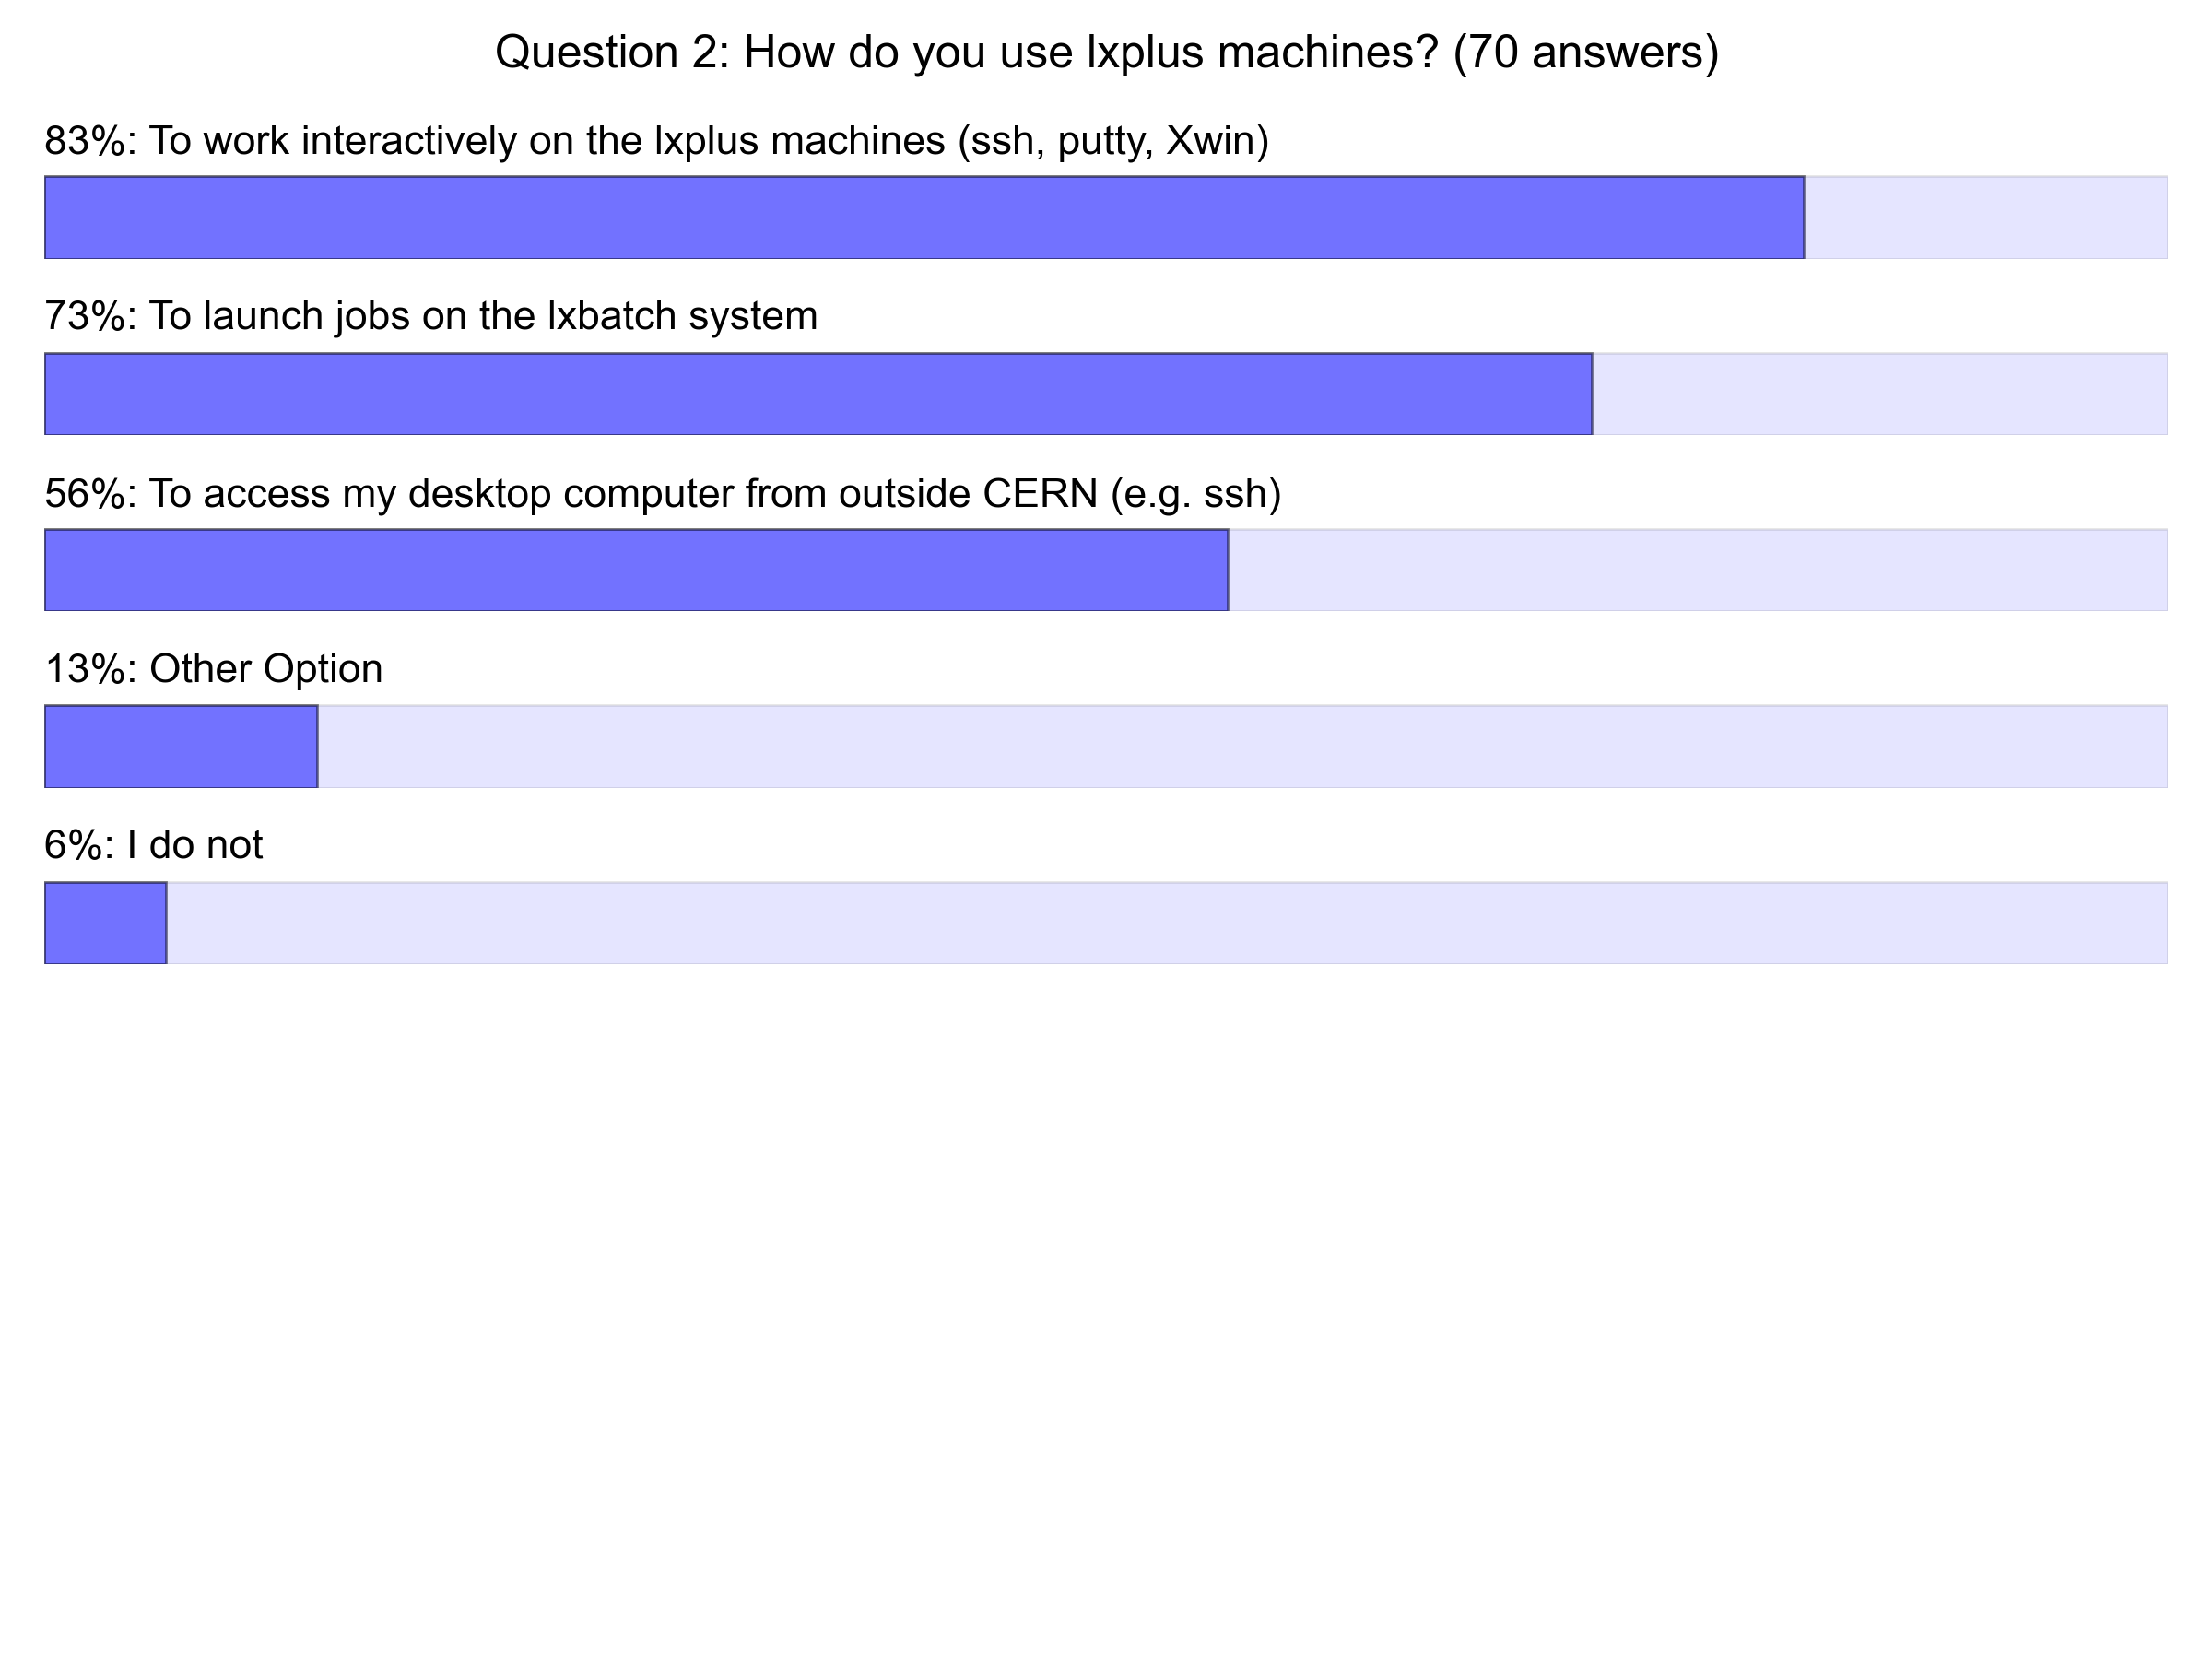 Question 2: How do you use lxplus machines? (70 answers)
83%: To work interactively on the lxplus machines (ssh, putty, Xwin)
73%: To launch jobs on the lxbatch system
56%: To access my desktop computer from outside CERN (e.g. ssh)
13%: Other Option
6%: I do not